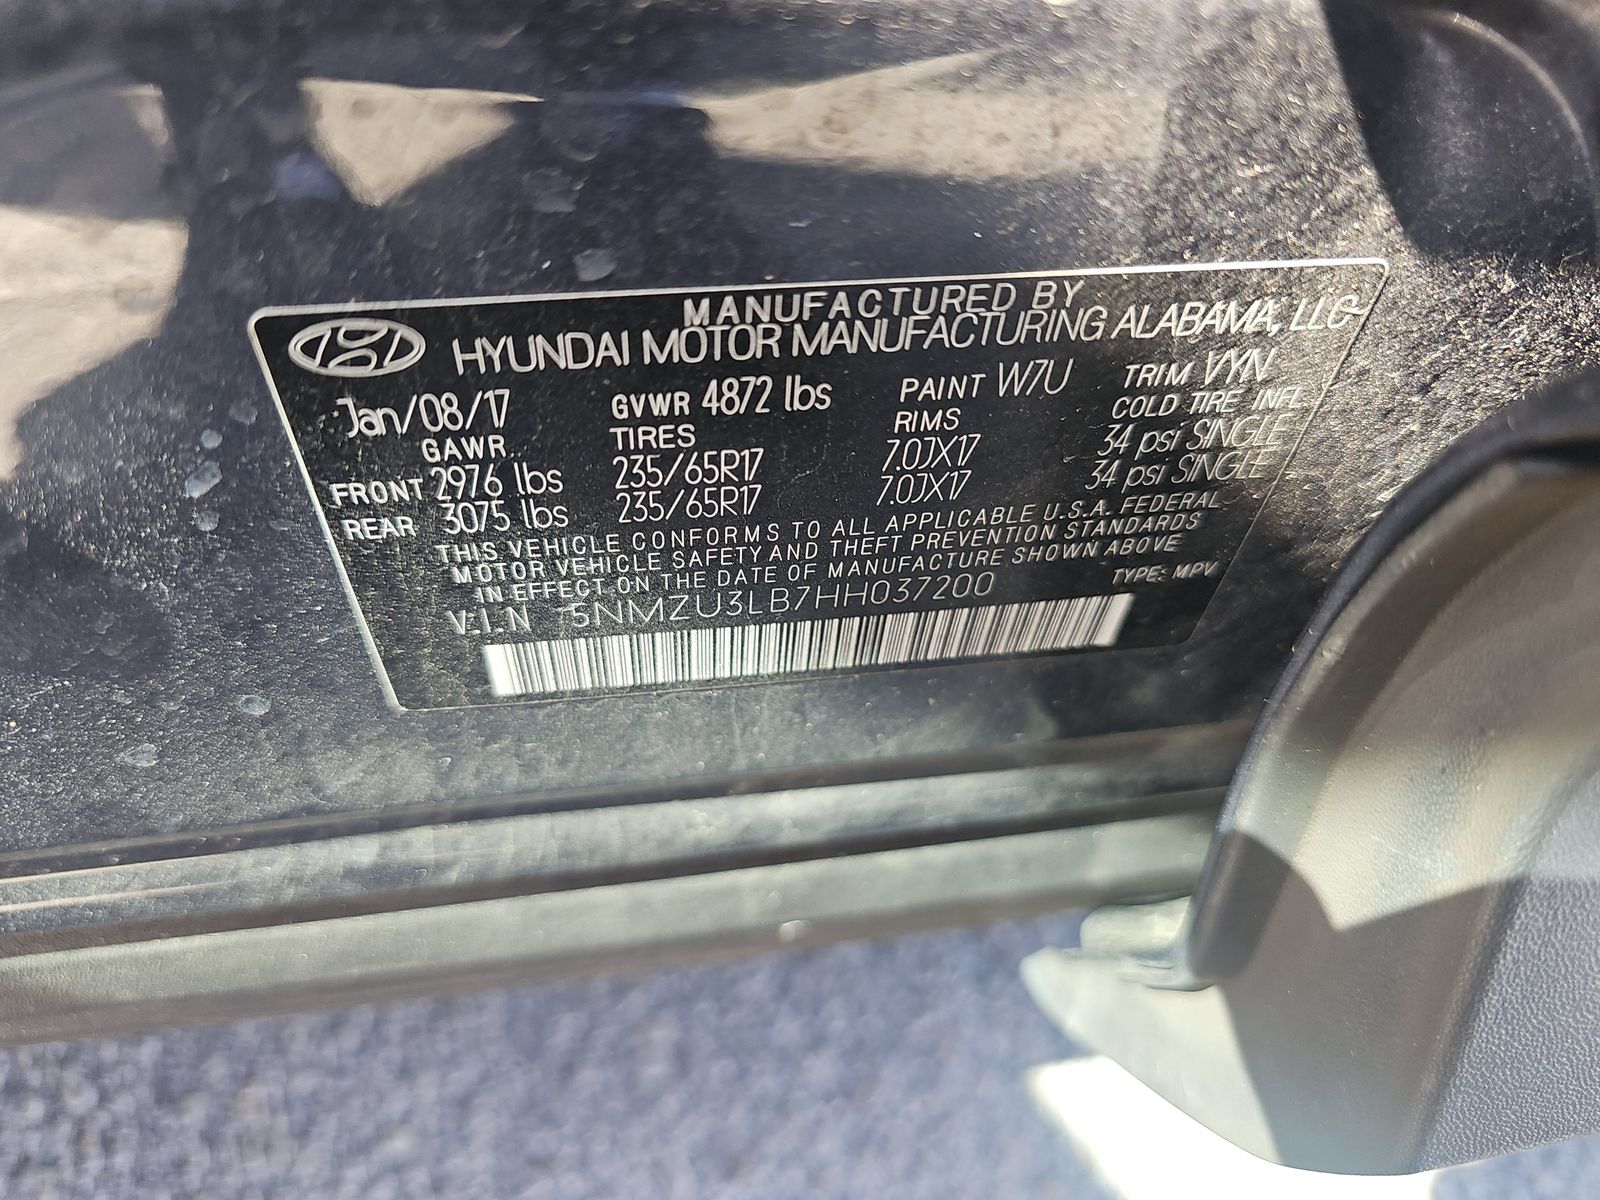 MANUFACTURED BY
HYUNDAI MOTOR MANUFACTURING ALABAMA, LLC
Jan/08/17 GVWR 4872 lbs PAINT W7U TRIM VYN
GAWR TIRES RIMS COLD TIRE INFL
FRONT 2976 lbs 235/65R17 7.0JX17 34 psi SINGLE
REAR 3075 lbs 235/65R17 7.0JX17 34 psi SINGLE
THIS VEHICLE CONFORMS TO ALL APPLICABLE U.S.A. FEDERAL
MOTOR VEHICLE SAFETY AND THEFT PREVENTION STANDARDS
IN EFFECT ON THE DATE OF MANUFACTURE SHOWN ABOVE
V.I.N 5NMZU3LB7HH037200 TYPE: MPV